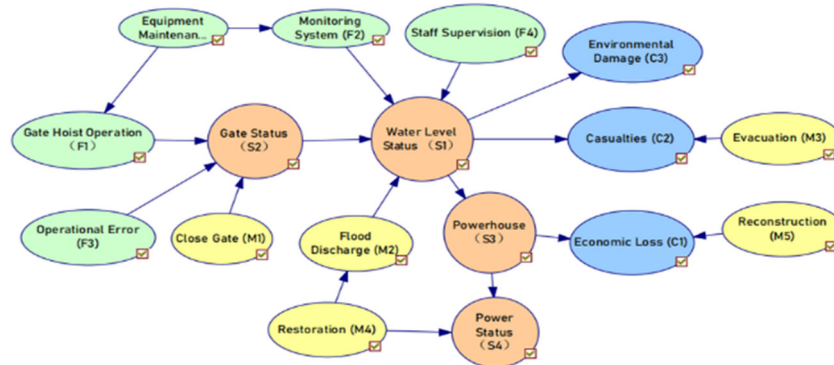 Equipment
Maintenan...
Monitoring
System (F2)
Staff Supervision (F4)
Environmental
Damage (C3)
Gate Hoist Operation
（F1）
Gate Status
（S2）
Water Level
Status （S1）
Casualties (C2)
Evacuation (M3)
Operational Error
(F3)
Close Gate (M1)
Flood
Discharge (M2)
Powerhouse
（S3）
Economic Loss (C1)
Reconstruction
(M5)
Restoration (M4)
Power
Status
（S4）